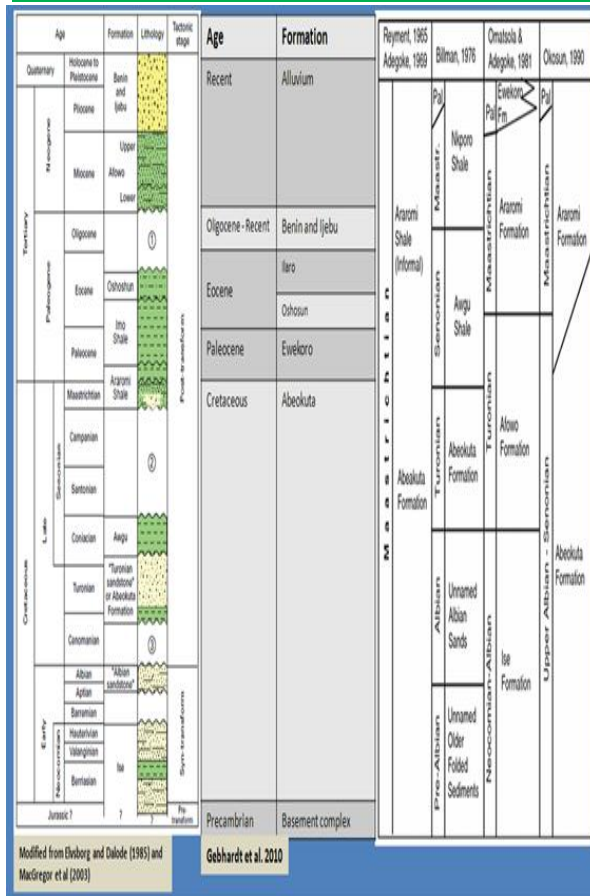 Age
Formation
Lithology
Tectonic stage
Quaternary
Holocene to
Pleistocene
Benin
and
Ijebu
Tertiary
Neogene
Pliocene
Miocene
Upper
Afowo
Lower
Paleogene
Oligocene
①
Eocene
Oshoshun
Imo
Shale
Paleocene
Araromi
Shale
Post-transform
Cretaceous
Late
Senonian
Maastrichtian
Campanian
②
Santonian
Coniacian
Awgu
Turonian
"Turonian
sandstone"
or Abeokuta
Formation
Cenomanian
③
Early
Albian
"Albian
sandstone"
Aptian
Barremian
Neocomian
Hauterivian
Valanginian
Berriasian
Ise
Syn-transform
Jurassic ?
?
?
Pre-
transform
Modified from Elvsborg and Dalode (1985) and
MacGregor et al (2003)
Age
Formation
Recent
Alluvium
Oligocene - Recent
Benin and Ijebu
Eocene
Ilaro
Oshosun
Paleocene
Ewekoro
Cretaceous
Abeokuta
Precambrian
Basement complex
Gebhardt et al. 2010
Reyment, 1965
Adegoke, 1969
Billman, 1976
Omatsola &
Adegoke, 1981
Okosun, 1990
Maastrichtian
Araromi
Shale
(Informal)
Abeakuta
Formation
Pal
Maastr.
Nkporo
Shale
Senonian
Awgu
Shale
Turonian
Abeokuta
Formation
Albian
Unnamed
Albian
Sands
Pre-Albian
Unnamed
Older
Folded
Sediments
Pal
Ewekoro
Fm
Maastrichtian
Araromi
Formation
Turonian
Afowo
Formation
Neocomian-Albian
Ise
Formation
Pal
Maastrichtian
Araromi
Formation
Upper Albian - Senonian
Abeokuta
Formation